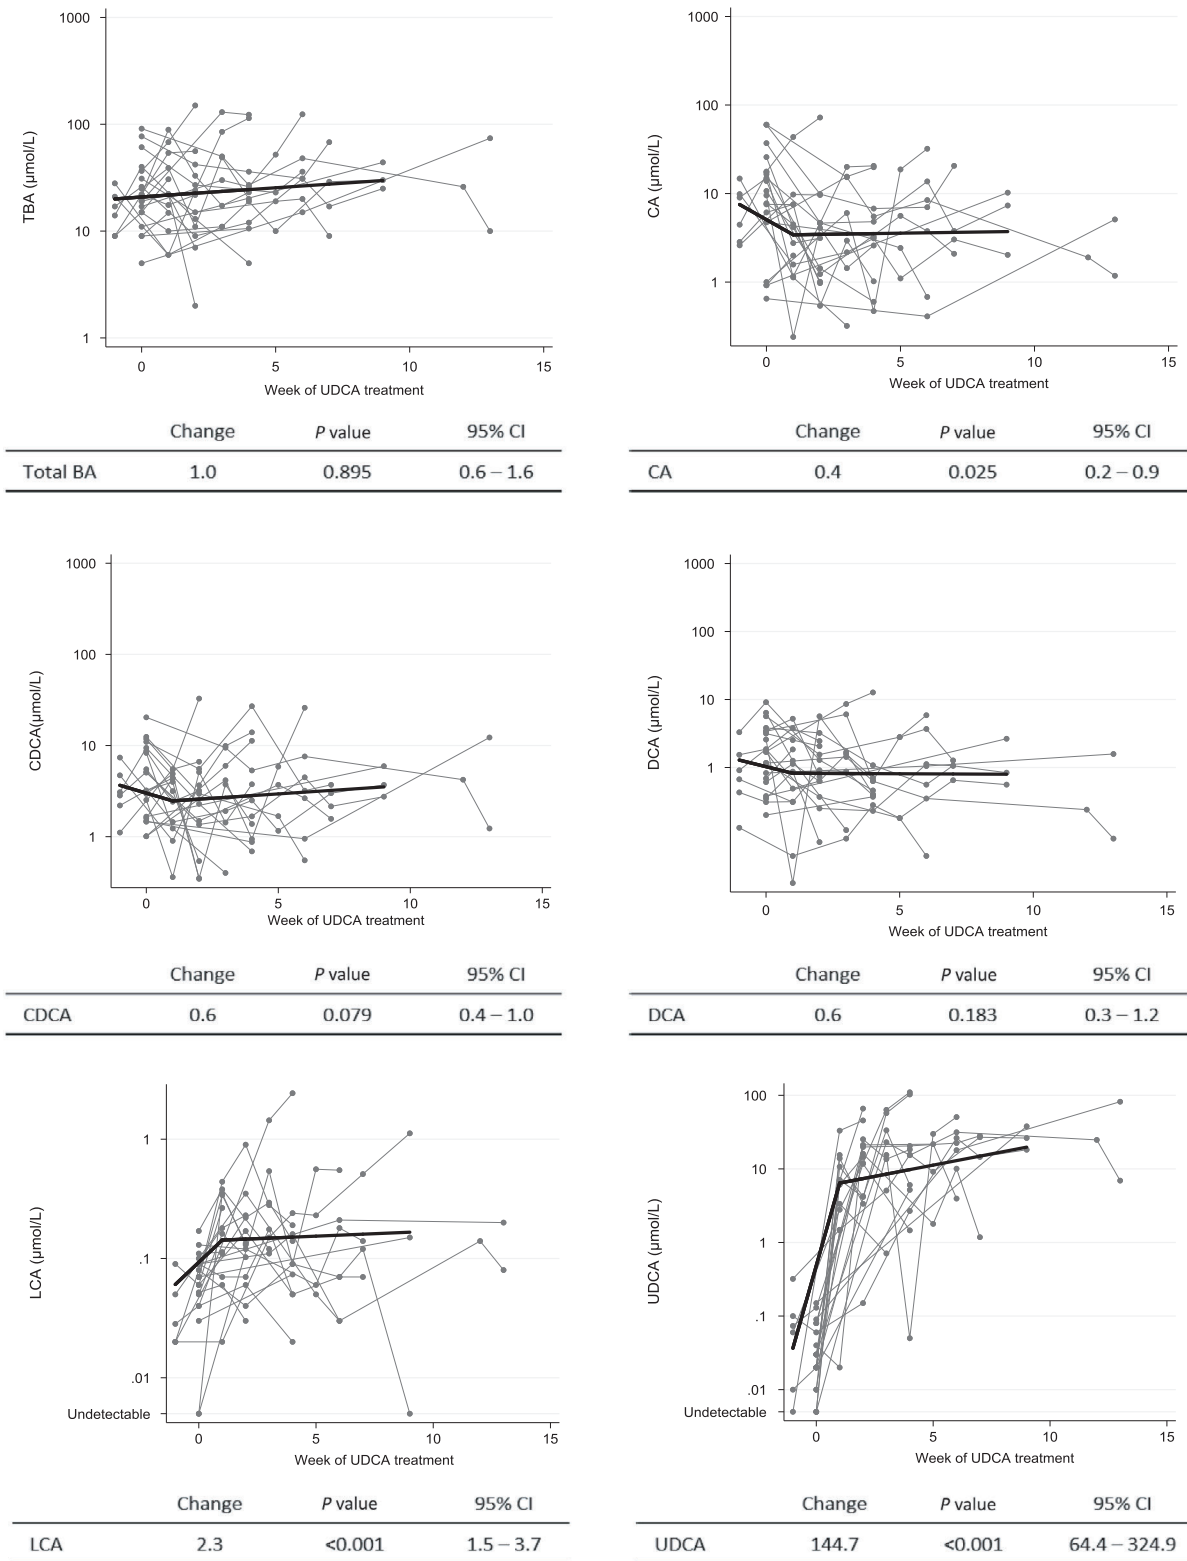 1000
100
10
1
TBA (µmol/L)
0 5 10 15
Week of UDCA treatment
Change P value 95% CI
Total BA 1.0 0.895 0.6 – 1.6
1000
100
10
1
CA (µmol/L)
0 5 10 15
Week of UDCA treatment
Change P value 95% CI
CA 0.4 0.025 0.2 – 0.9
1000
100
10
1
CDCA(µmol/L)
0 5 10 15
Week of UDCA treatment
Change P value 95% CI
CDCA 0.6 0.079 0.4 – 1.0
1000
100
10
1
DCA (µmol/L)
0 5 10 15
Week of UDCA treatment
Change P value 95% CI
DCA 0.6 0.183 0.3 – 1.2
1
.1
.01
Undetectable
LCA (µmol/L)
0 5 10 15
Week of UDCA treatment
Change P value 95% CI
LCA 2.3 <0.001 1.5 – 3.7
100
10
1
.1
.01
Undetectable
UDCA (µmol/L)
0 5 10 15
Week of UDCA treatment
Change P value 95% CI
UDCA 144.7 <0.001 64.4 – 324.9